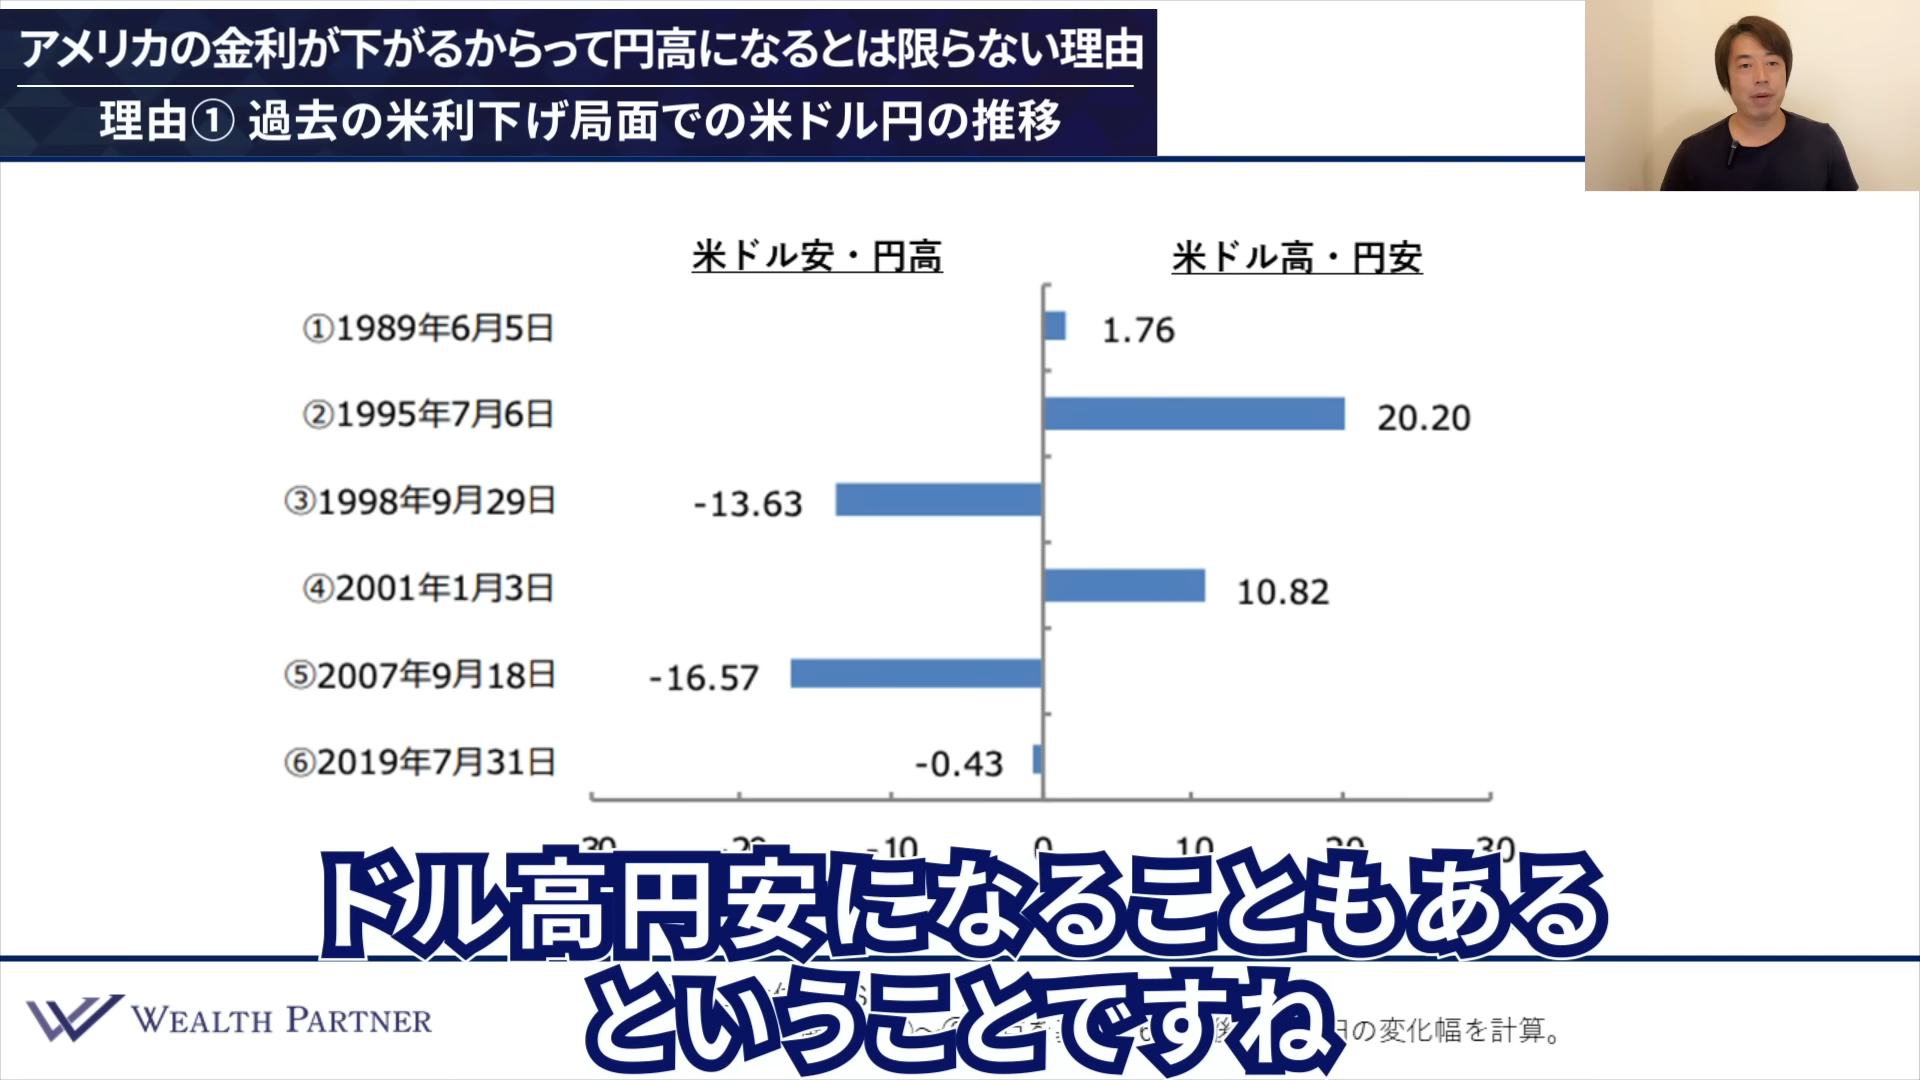 アメリカの金利が下がるからって円高になるとは限らない理由
理由① 過去の米利下げ局面での米ドル円の推移
米ドル安・円高
米ドル高・円安
①1989年6月5日
1.76
②1995年7月6日
20.20
③1998年9月29日
-13.63
④2001年1月3日
10.82
⑤2007年9月18日
-16.57
⑥2019年7月31日
-0.43
-10 0 10 30
ドル高円安になることもある
ということですね
の変化幅を計算。
WEALTH PARTNER